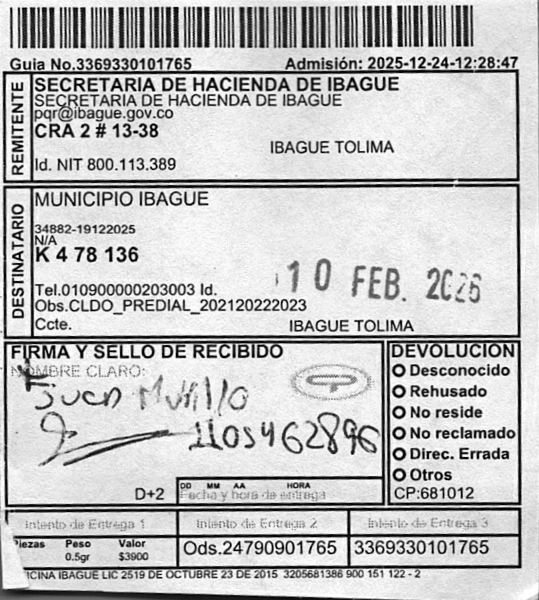 Guia No.3369330101765 Admisión: 2025-12-24-12:28:47
REMITENTE
SECRETARIA DE HACIENDA DE IBAGUE
SECRETARIA DE HACIENDA DE IBAGUE
pqr@ibague.gov.co
CRA 2 # 13-38
IBAGUE TOLIMA
Id. NIT 800.113.389
DESTINATARIO
MUNICIPIO IBAGUE
34882-19122025
N/A
K 4 78 136
10 FEB. 2026
Tel.010900000203003 Id.
Obs.CLDO_PREDIAL_202120222023
Ccte. IBAGUE TOLIMA
FIRMA Y SELLO DE RECIBIDO
NOMBRE CLARO:
Juan Murillo
1105462896
D+2
DD MM AA HORA
Fecha y hora de entrega
DEVOLUCION
Desconocido
Rehusado
No reside
No reclamado
Direc. Errada
Otros
CP:681012
Intento de Entrega 1 Intento de Entrega 2 Intento de Entrega 3
Piezas Peso Valor
0.5gr $3900
Ods.24790901765 3369330101765
CINA IBAGUE LIC 2519 DE OCTUBRE 23 DE 2015 3205681386 900 151 122 - 2